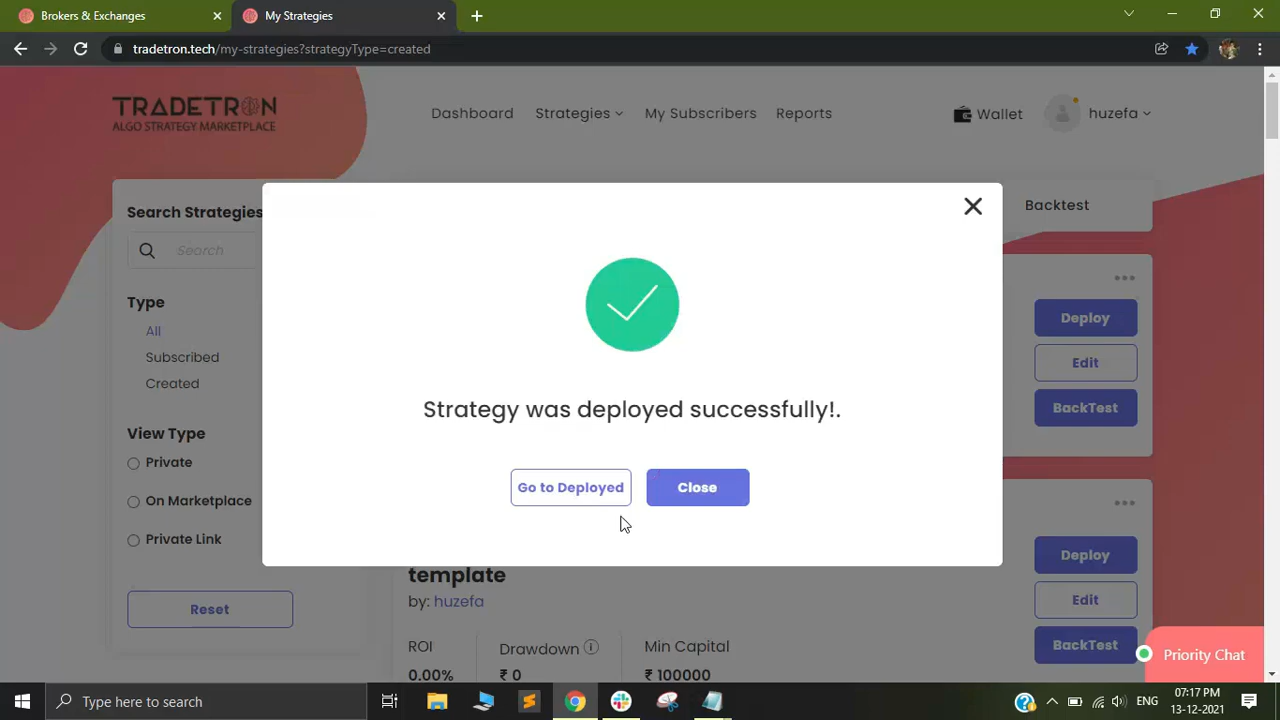 Brokers & Exchanges
My Strategies
tradetron.tech/my-strategies?strategyType=created
TRADETRON
ALGO STRATEGY MARKETPLACE
Dashboard
Strategies
My Subscribers
Reports
Wallet
huzefa
Search Strategies
Search
Type
All
Subscribed
Created
View Type
Private
On Marketplace
Private Link
Reset
Backtest
Strategy was deployed successfully!.
Go to Deployed
Close
Deploy
Edit
BackTest
template
by: huzefa
ROI
Drawdown
Min Capital
0.00%
₹ 0
₹ 100000
Deploy
Edit
BackTest
Priority Chat
Type here to search
ENG
07:17 PM
13-12-2021